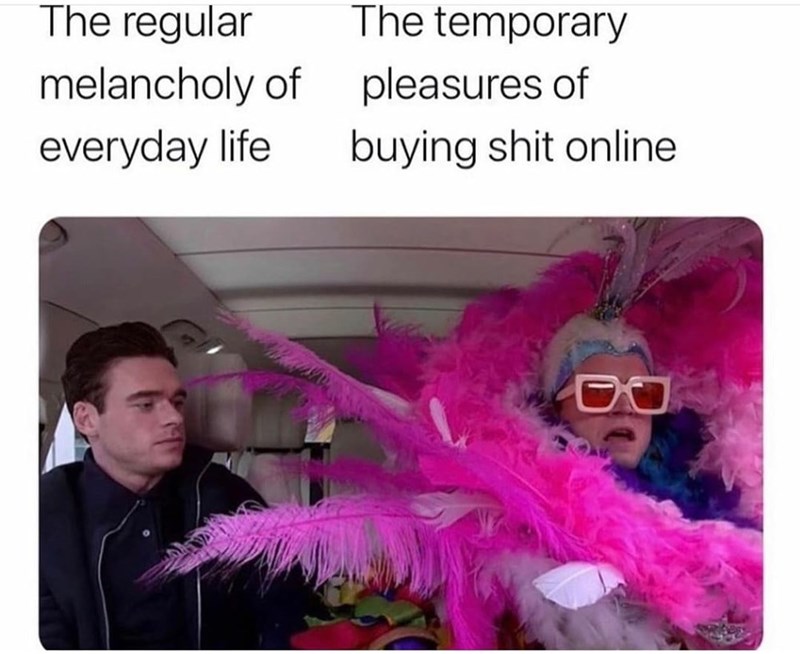 The regular
melancholy of
everyday life
The temporary
pleasures of
buying shit online